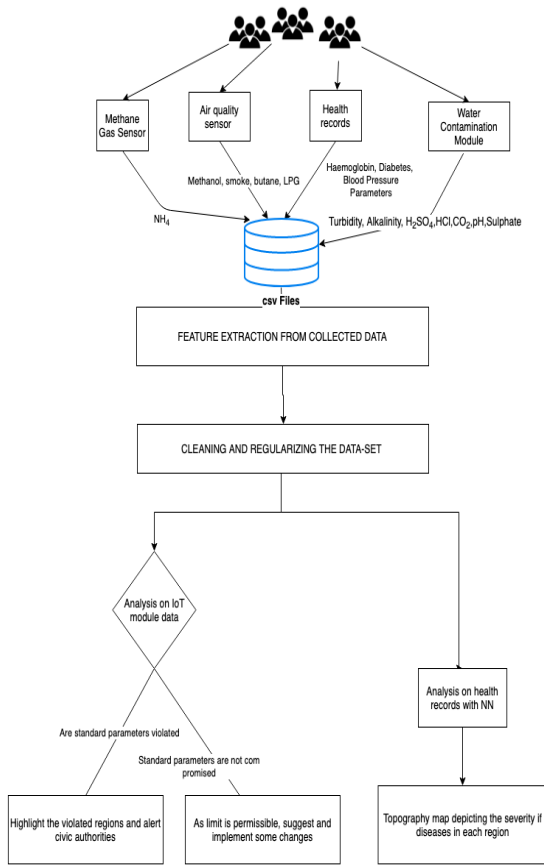 Methane
Gas Sensor
Air quality
sensor
Health
records
Water
Contamination
Module
Methanol, smoke, butane, LPG
Haemoglobin, Diabetes,
Blood Pressure
Parameters
NH4
Turbidity, Alkalinity, H2SO4,HCl,CO2,pH,Sulphate
csv Files
FEATURE EXTRACTION FROM COLLECTED DATA
CLEANING AND REGULARIZING THE DATA-SET
Analysis on IoT
module data
Analysis on health
records with NN
Are standard parameters violated
Standard parameters are not com
promised
Highlight the violated regions and alert
civic authorities
As limit is permissible, suggest and
implement some changes
Topography map depicting the severity if
diseases in each region